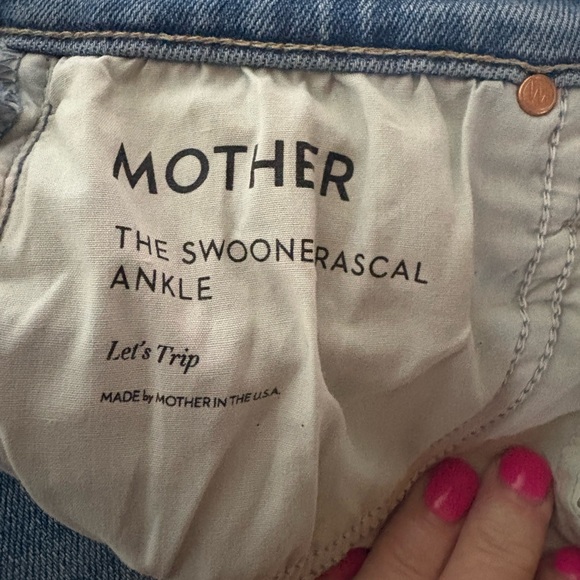 MOTHER
THE SWOONERASCAL
ANKLE
Let's Trip
MADE by MOTHER IN THE U.S.A.